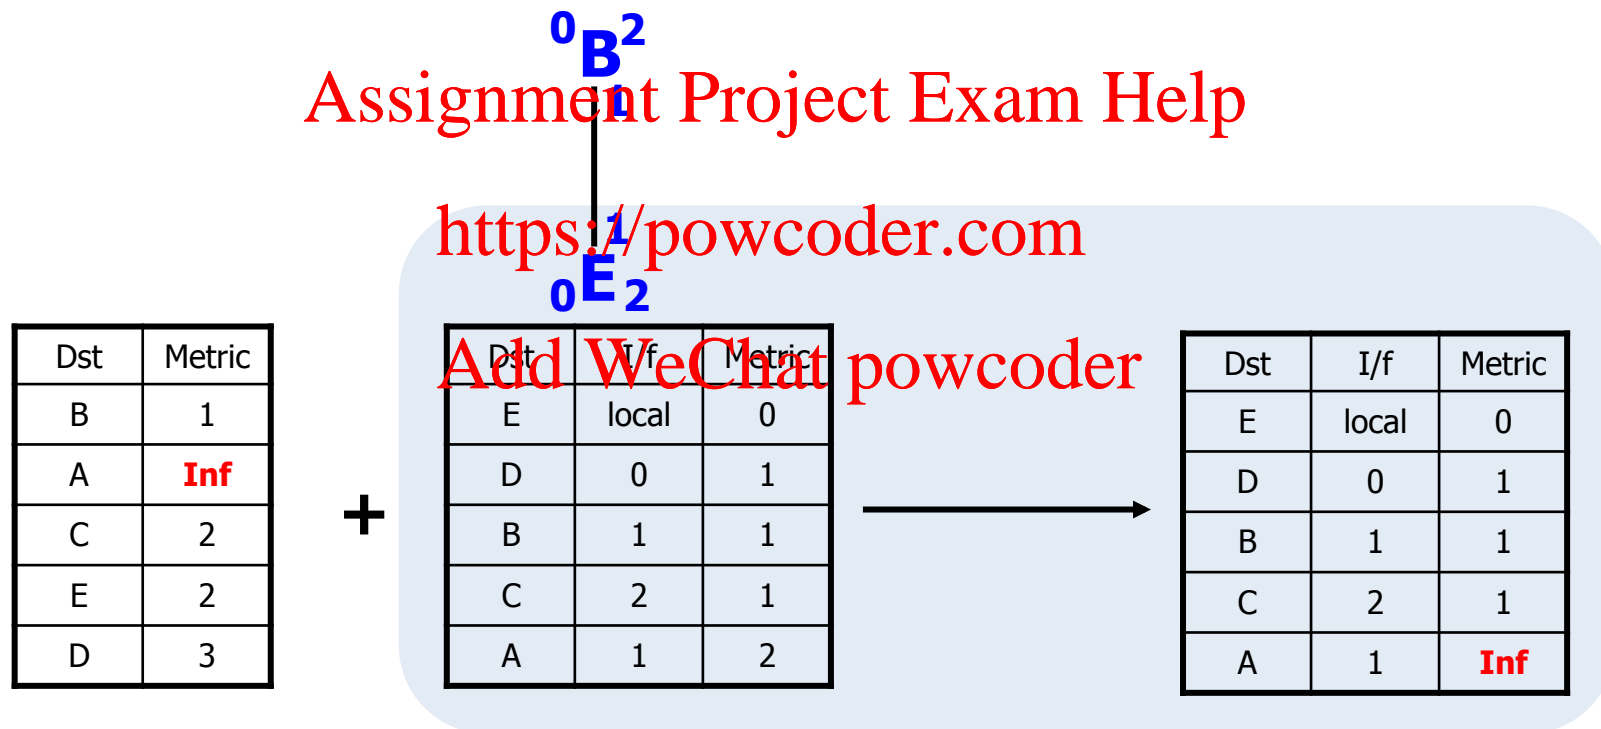 0 B 2
Assignment Project Exam Help
1
1
https://powcoder.com
0 E 2
Add WeChat powcoder
Dst Metric
B 1
A Inf
C 2
E 2
D 3
+
Dst I/f Metric
E local 0
D 0 1
B 1 1
C 2 1
A 1 2
Dst I/f Metric
E local 0
D 0 1
B 1 1
C 2 1
A 1 Inf